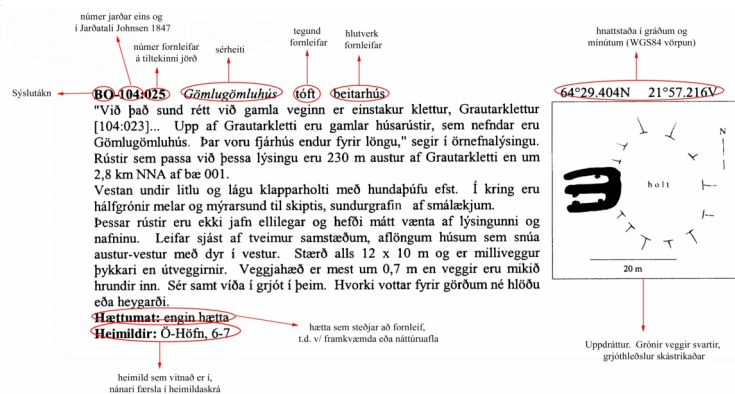 númer jarðar eins og
í Jarðatali Johnsen 1847
númer fornleifar
á tiltekinni jörð
sérheiti
tegund
fornleifar
hlutverk
fornleifar
hnattstaða í gráðum og
mínútum (WGS84 vörpun)
Sýslutákn
BO-104:025 Gömlugömluhús tóft beitarhús 64°29.404N 21°57.216V
"Við það sund rétt við gamla veginn er einstakur klettur, Grautarklettur
[104:023]... Upp af Grautarkletti eru gamlar húsarústir, sem nefndar eru
Gömlugömluhús. Þar voru fjárhús endur fyrir löngu," segir í örnefnalýsingu.
Rústir sem passa við þessa lýsingu eru 230 m austur af Grautarkletti en um
2,8 km NNA af bæ 001.
Vestan undir litlu og lágu klapparholti með hundaþúfu efst. Í kring eru
hálfgrónir melar og mýrarsund til skiptis, sundurgrafin af smálækjum.
Þessar rústir eru ekki jafn ellilegar og hefði mátt vænta af lýsingunni og
nafninu. Leifar sjást af tveimur samstæðum, aflöngum húsum sem snúa
austur-vestur með dyr í vestur. Stærð alls 12 x 10 m og er milliveggur
þykkari en útveggirnir. Veggjahæð er mest um 0,7 m en veggir eru mikið
hrundir inn. Sér samt víða í grjót í þeim. Hvorki vottar fyrir görðum né hlöðu
eða heygarði.
Hættumat: engin hætta
Heimildir: Ö-Höfn, 6-7
N
holt
20 m
hætta sem steðjar að fornleif,
t.d. v/ framkvæmda eða náttúruafla
Uppdráttur. Grónir veggir svartir,
grjóthleðslur skástrikaðar
heimild sem vitnað er í,
nánari færsla í heimildaskrá